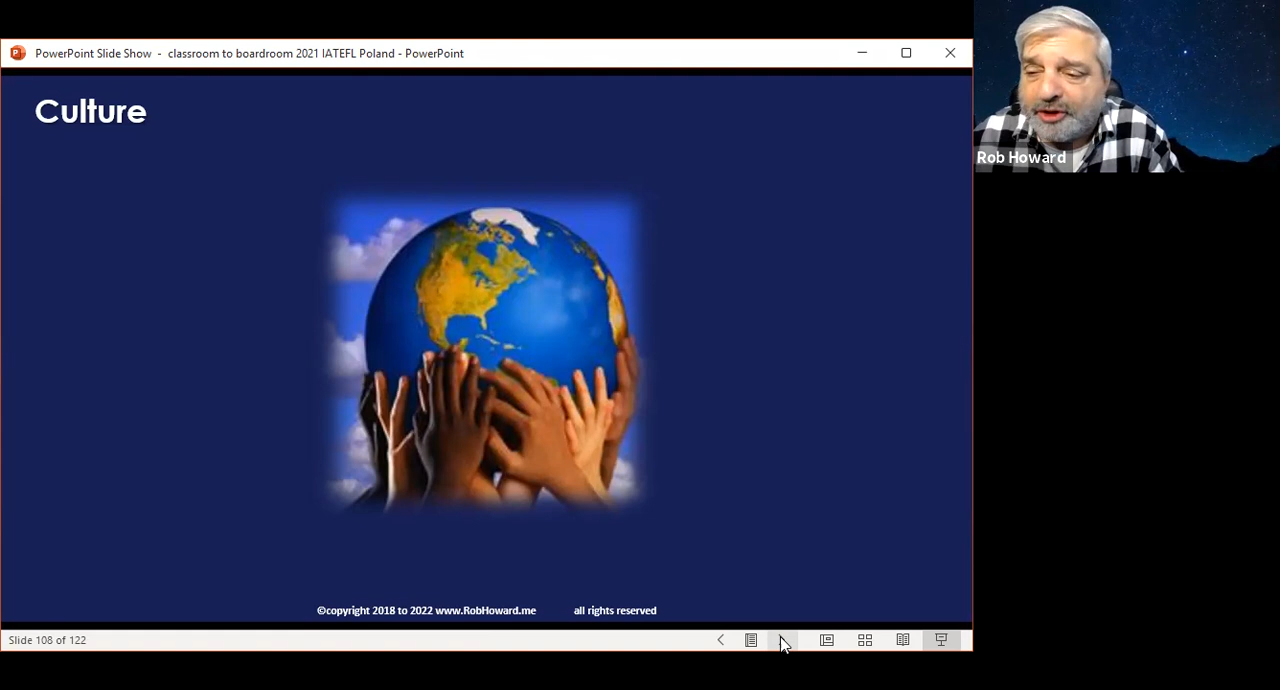 PowerPoint Slide Show - classroom to boardroom 2021 IATEFL Poland - PowerPoint
Culture
Rob Howard
©copyright 2018 to 2022 www.RobHoward.me all rights reserved
Slide 108 of 122